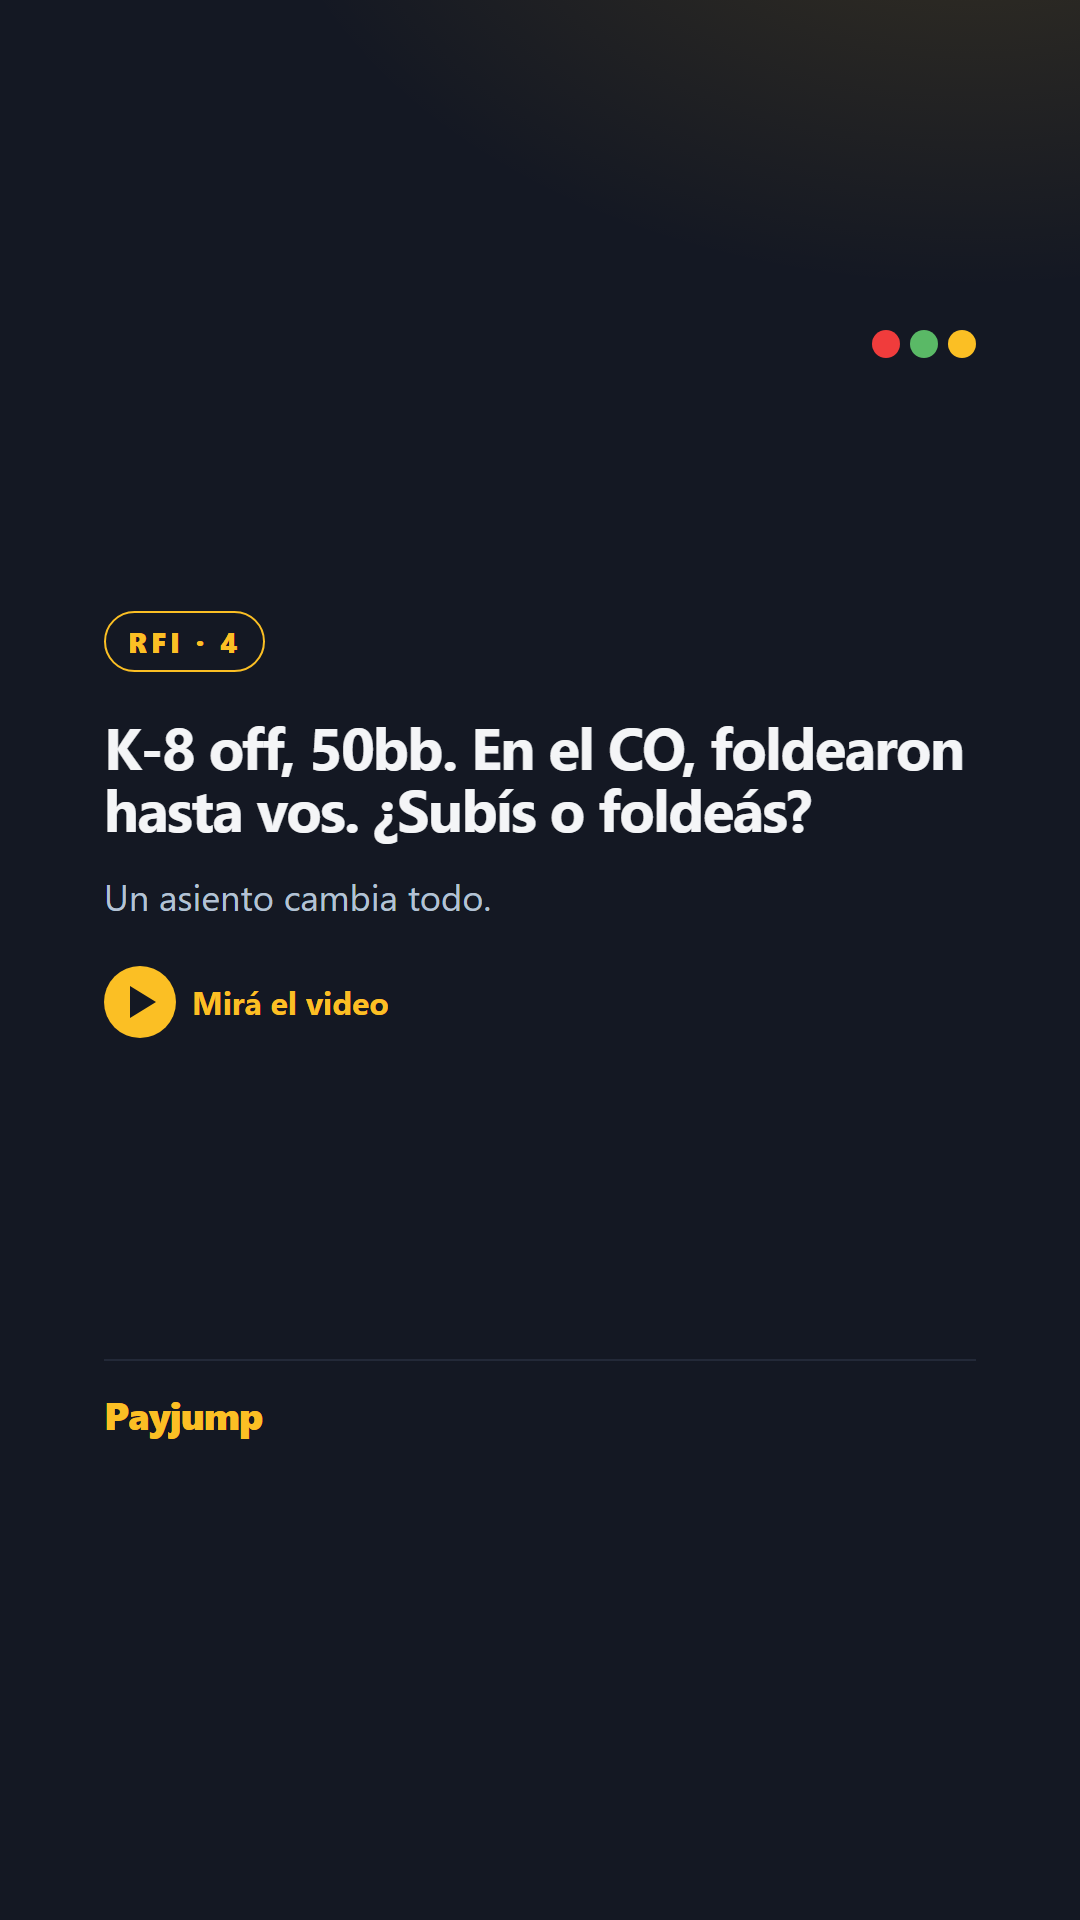 RFI · 4
K-8 off, 50bb. En el CO, foldearon
hasta vos. ¿Subís o foldeás?
Un asiento cambia todo.
Mirá el video
Payjump